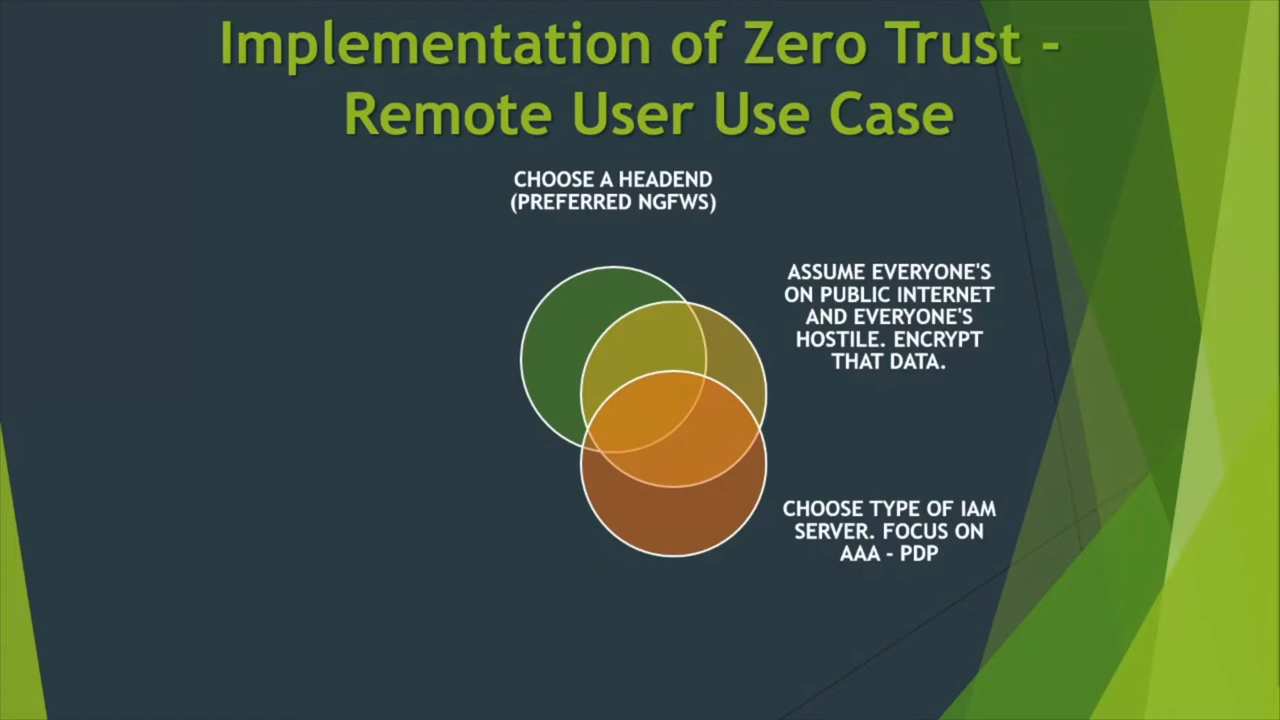 Implementation of Zero Trust -
Remote User Use Case
CHOOSE A HEADEND
(PREFERRED NGFWS)
ASSUME EVERYONE'S
ON PUBLIC INTERNET
AND EVERYONE'S
HOSTILE. ENCRYPT
THAT DATA.
CHOOSE TYPE OF IAM
SERVER. FOCUS ON
AAA - PDP